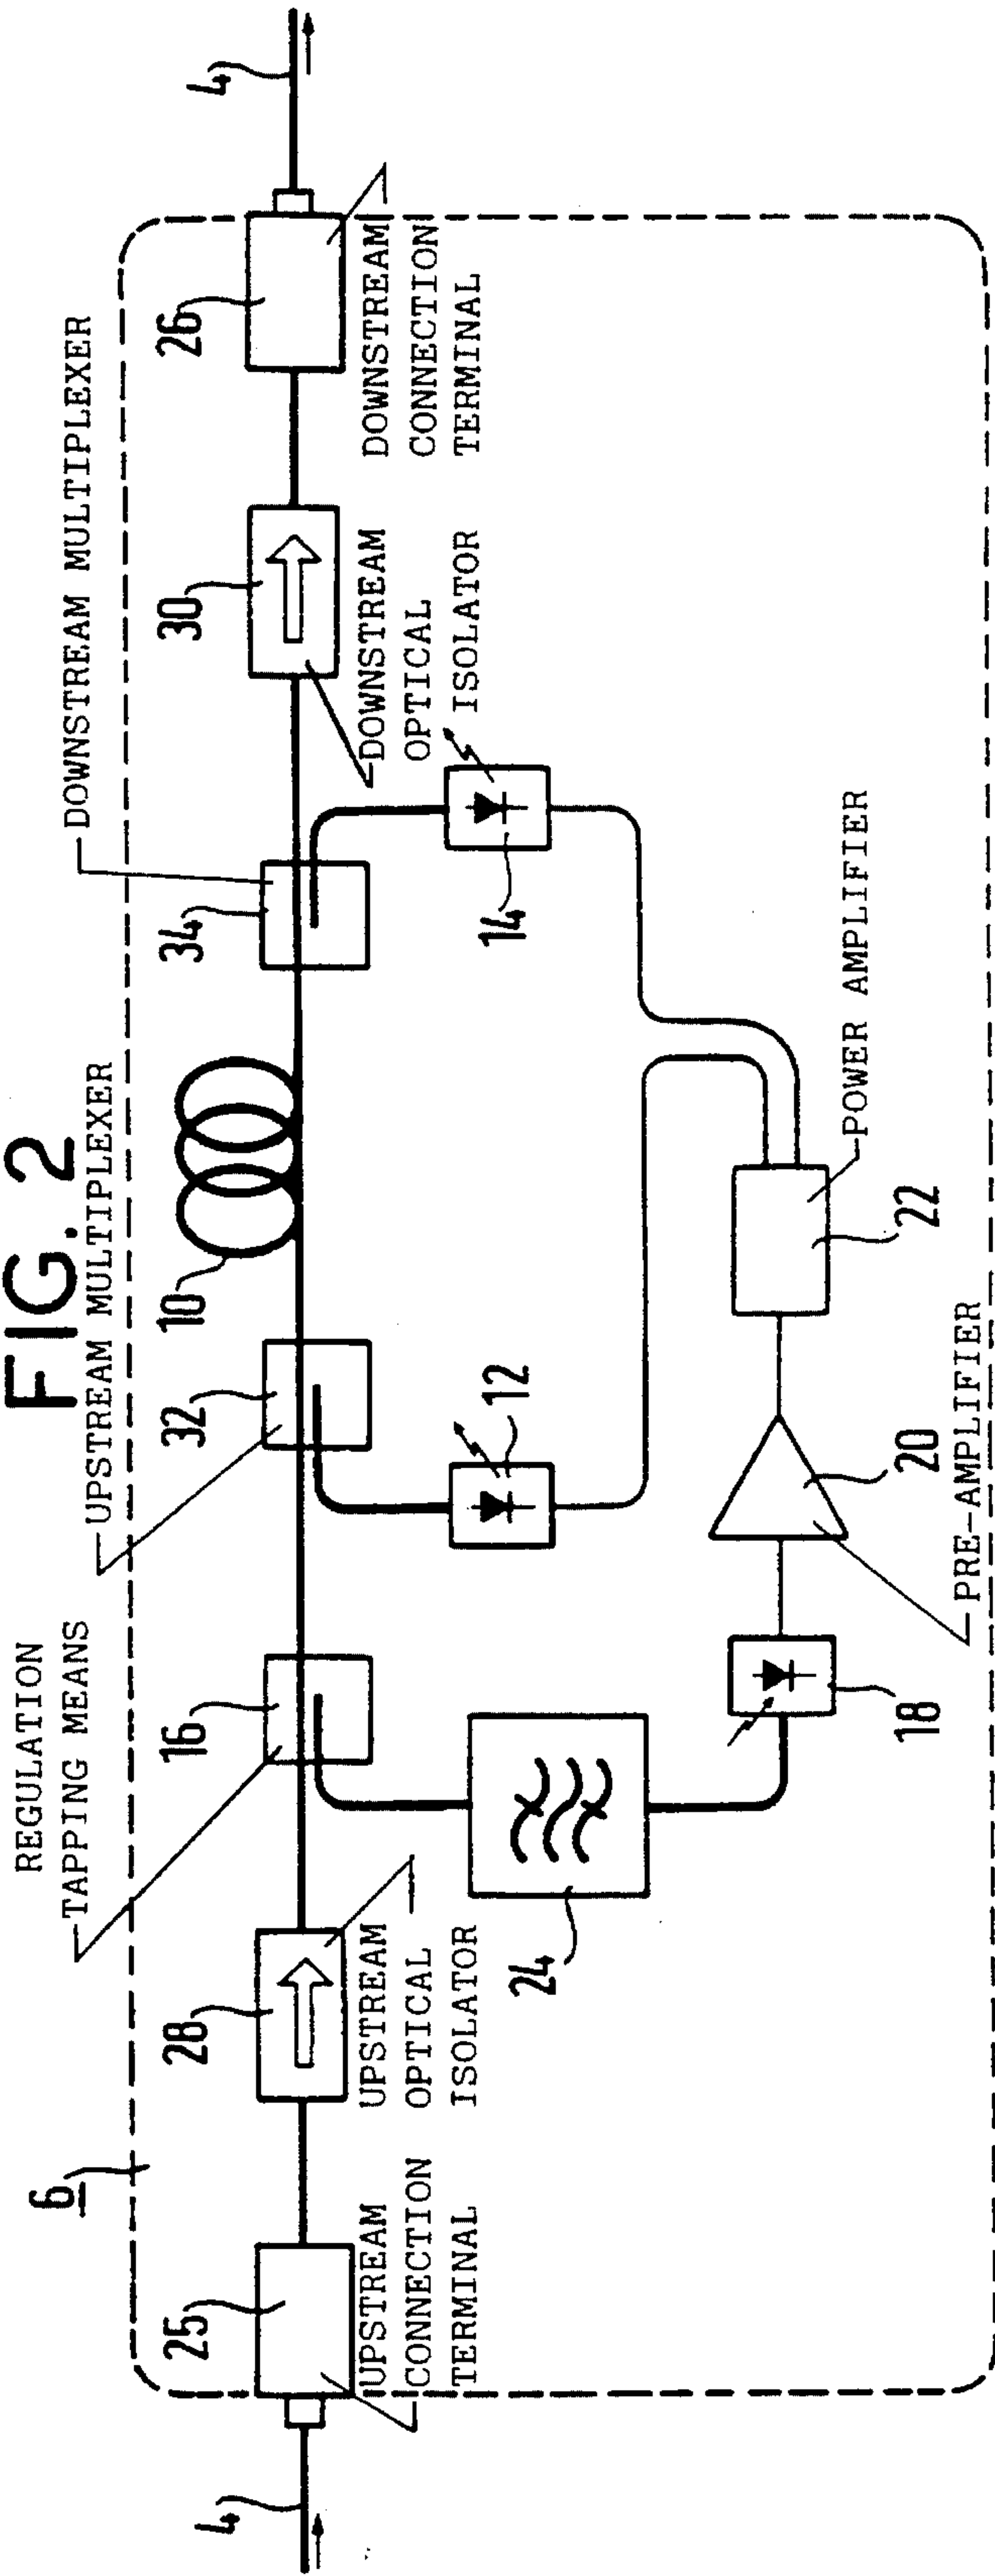 FIG. 2
REGULATION
TAPPING MEANS
UPSTREAM MULTIPLEXER
DOWNSTREAM MULTIPLEXER
6
4
25
28
16
32
10
34
30
26
4
UPSTREAM
CONNECTION
TERMINAL
UPSTREAM
OPTICAL
ISOLATOR
DOWNSTREAM
OPTICAL
ISOLATOR
DOWNSTREAM
CONNECTION
TERMINAL
24
12
14
18
20
PRE-AMPLIFIER
22
POWER AMPLIFIER